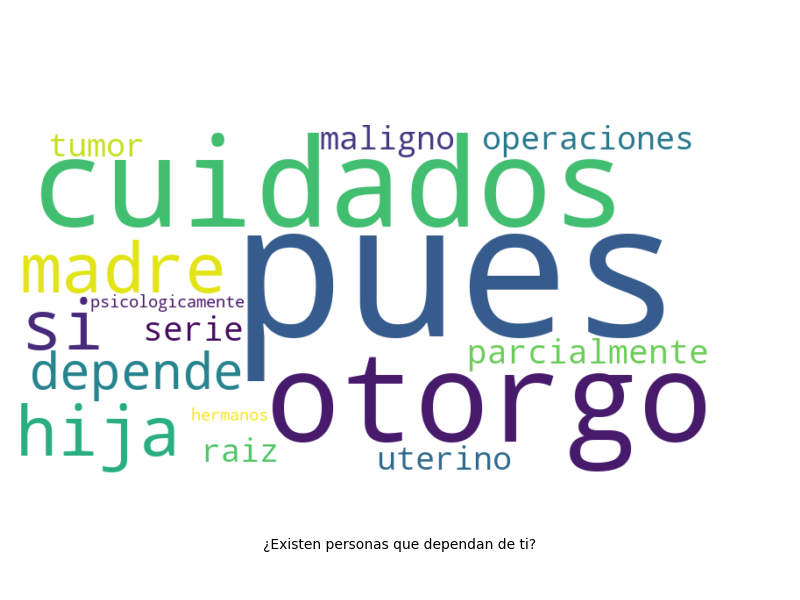 tumor
maligno
operaciones
cuidados
pues
madre
psicologicamente
si
serie
parcialmente
depende
otorgo
hija
hermanos
raiz
uterino
¿Existen personas que dependan de ti?